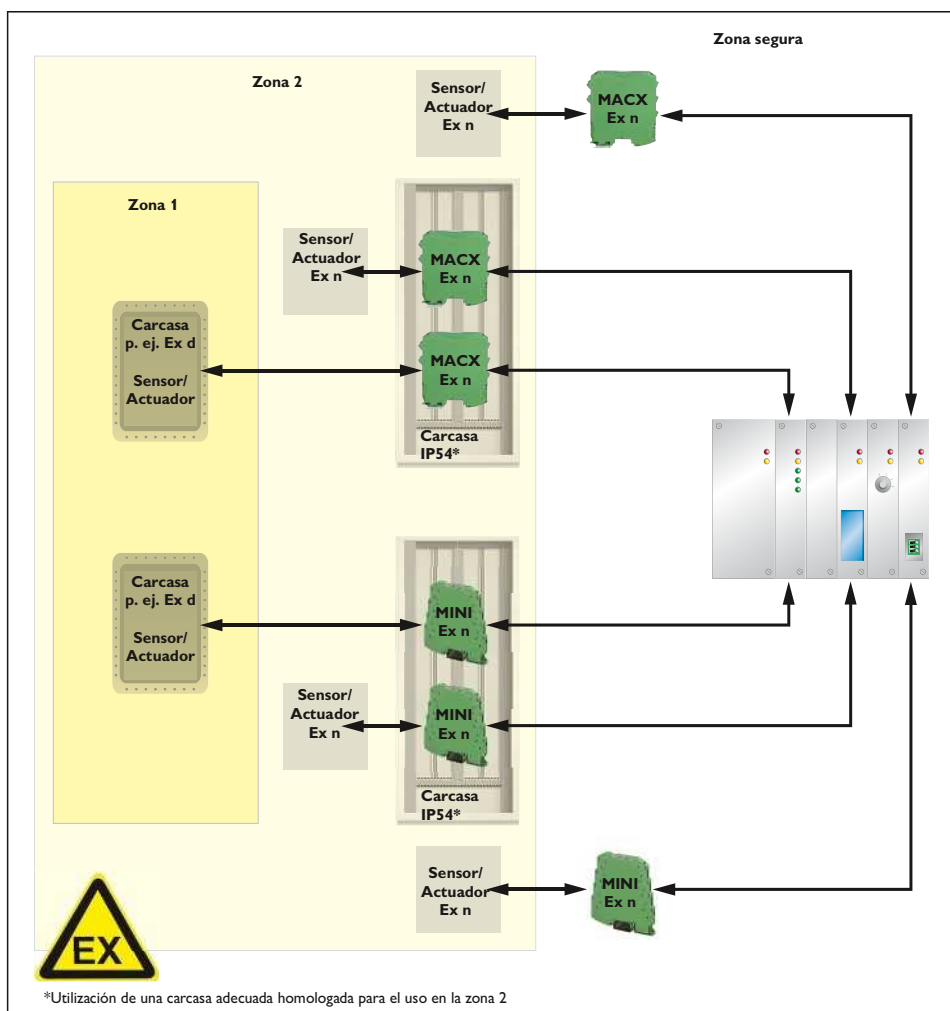 Zona segura
Zona 2
Sensor/
Actuador
Ex n
MACX
Ex n
Zona 1
Sensor/
Actuador
Ex n
MACX
Ex n
Carcasa
p. ej. Ex d
Sensor/
Actuador
MACX
Ex n
Carcasa
IP54*
Carcasa
p. ej. Ex d
Sensor/
Actuador
MINI
Ex n
Sensor/
Actuador
Ex n
MINI
Ex n
Carcasa
IP54*
Sensor/
Actuador
Ex n
MINI
Ex n
EX
*Utilización de una carcasa adecuada homologada para el uso en la zona 2